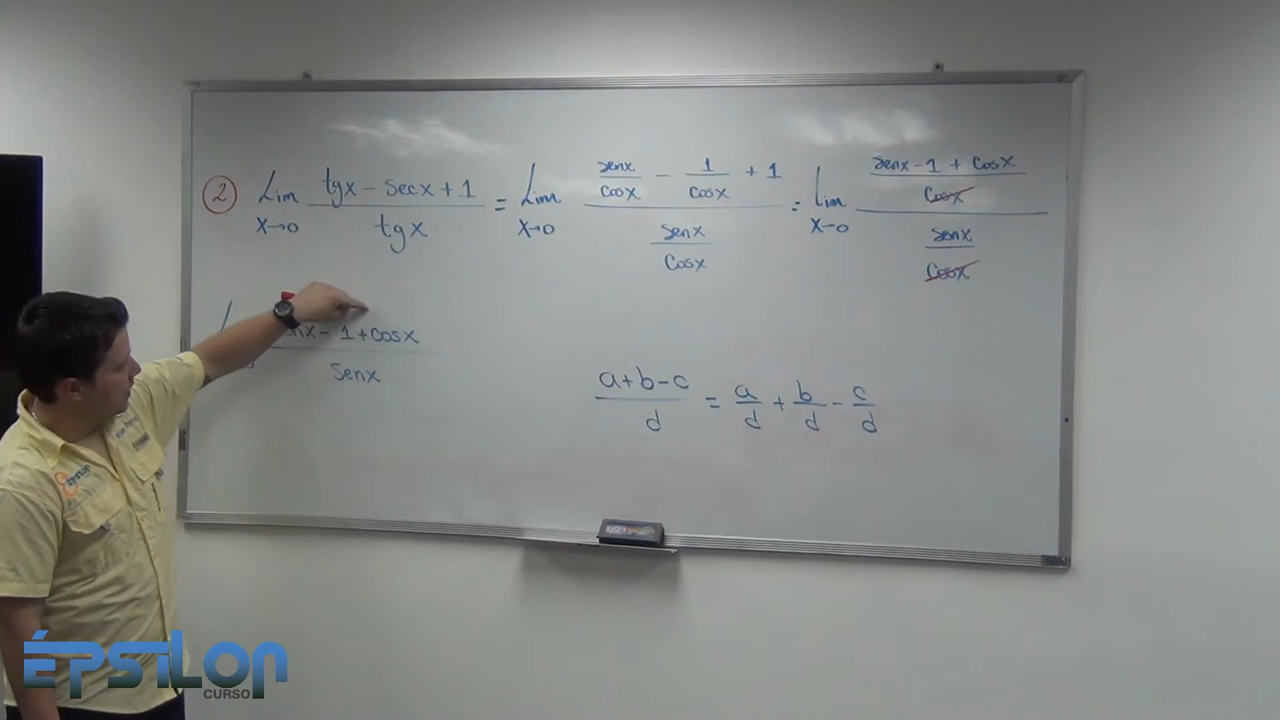 2 Lim x→0 (tgx - secx + 1)/(tgx) = Lim x→0 (senx/cosx - 1/cosx + 1)/(senx/cosx) = Lim x→0 ((senx - 1 + cosx)/cosx)/(senx/cosx)
nx - 1 + cosx
senx
(a+b-c)/d = a/d + b/d - c/d
ÉPSILON
CURSO